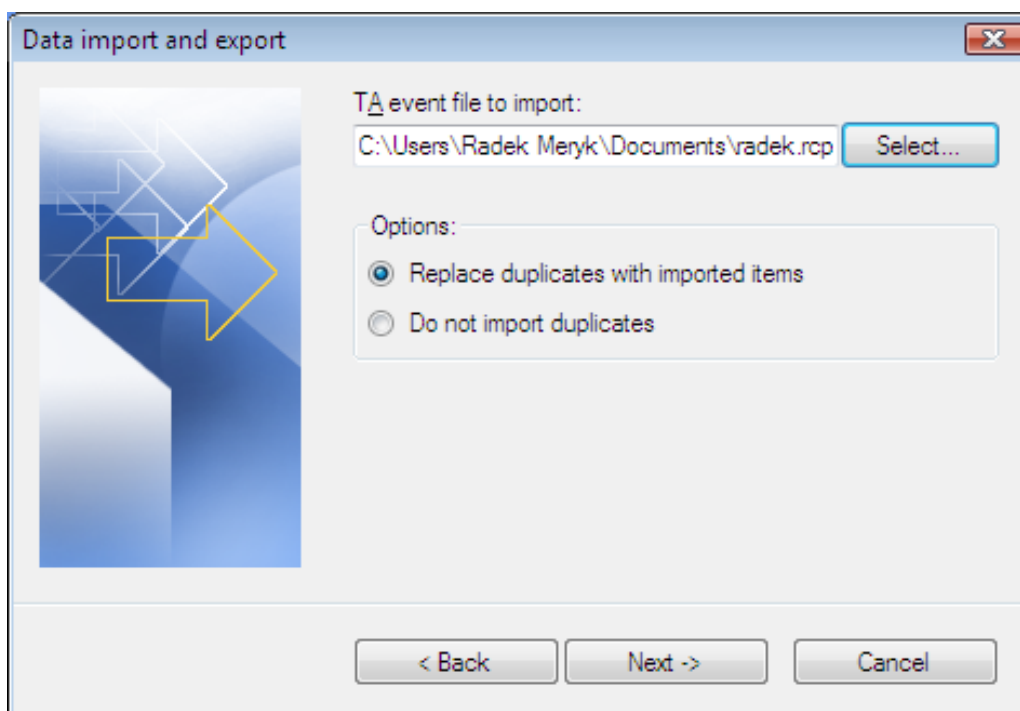 Data import and export
TA event file to import:
C:\Users\Radek Meryk\Documents\radek.rcp
Select...
Options:
Replace duplicates with imported items
Do not import duplicates
< Back
Next ->
Cancel